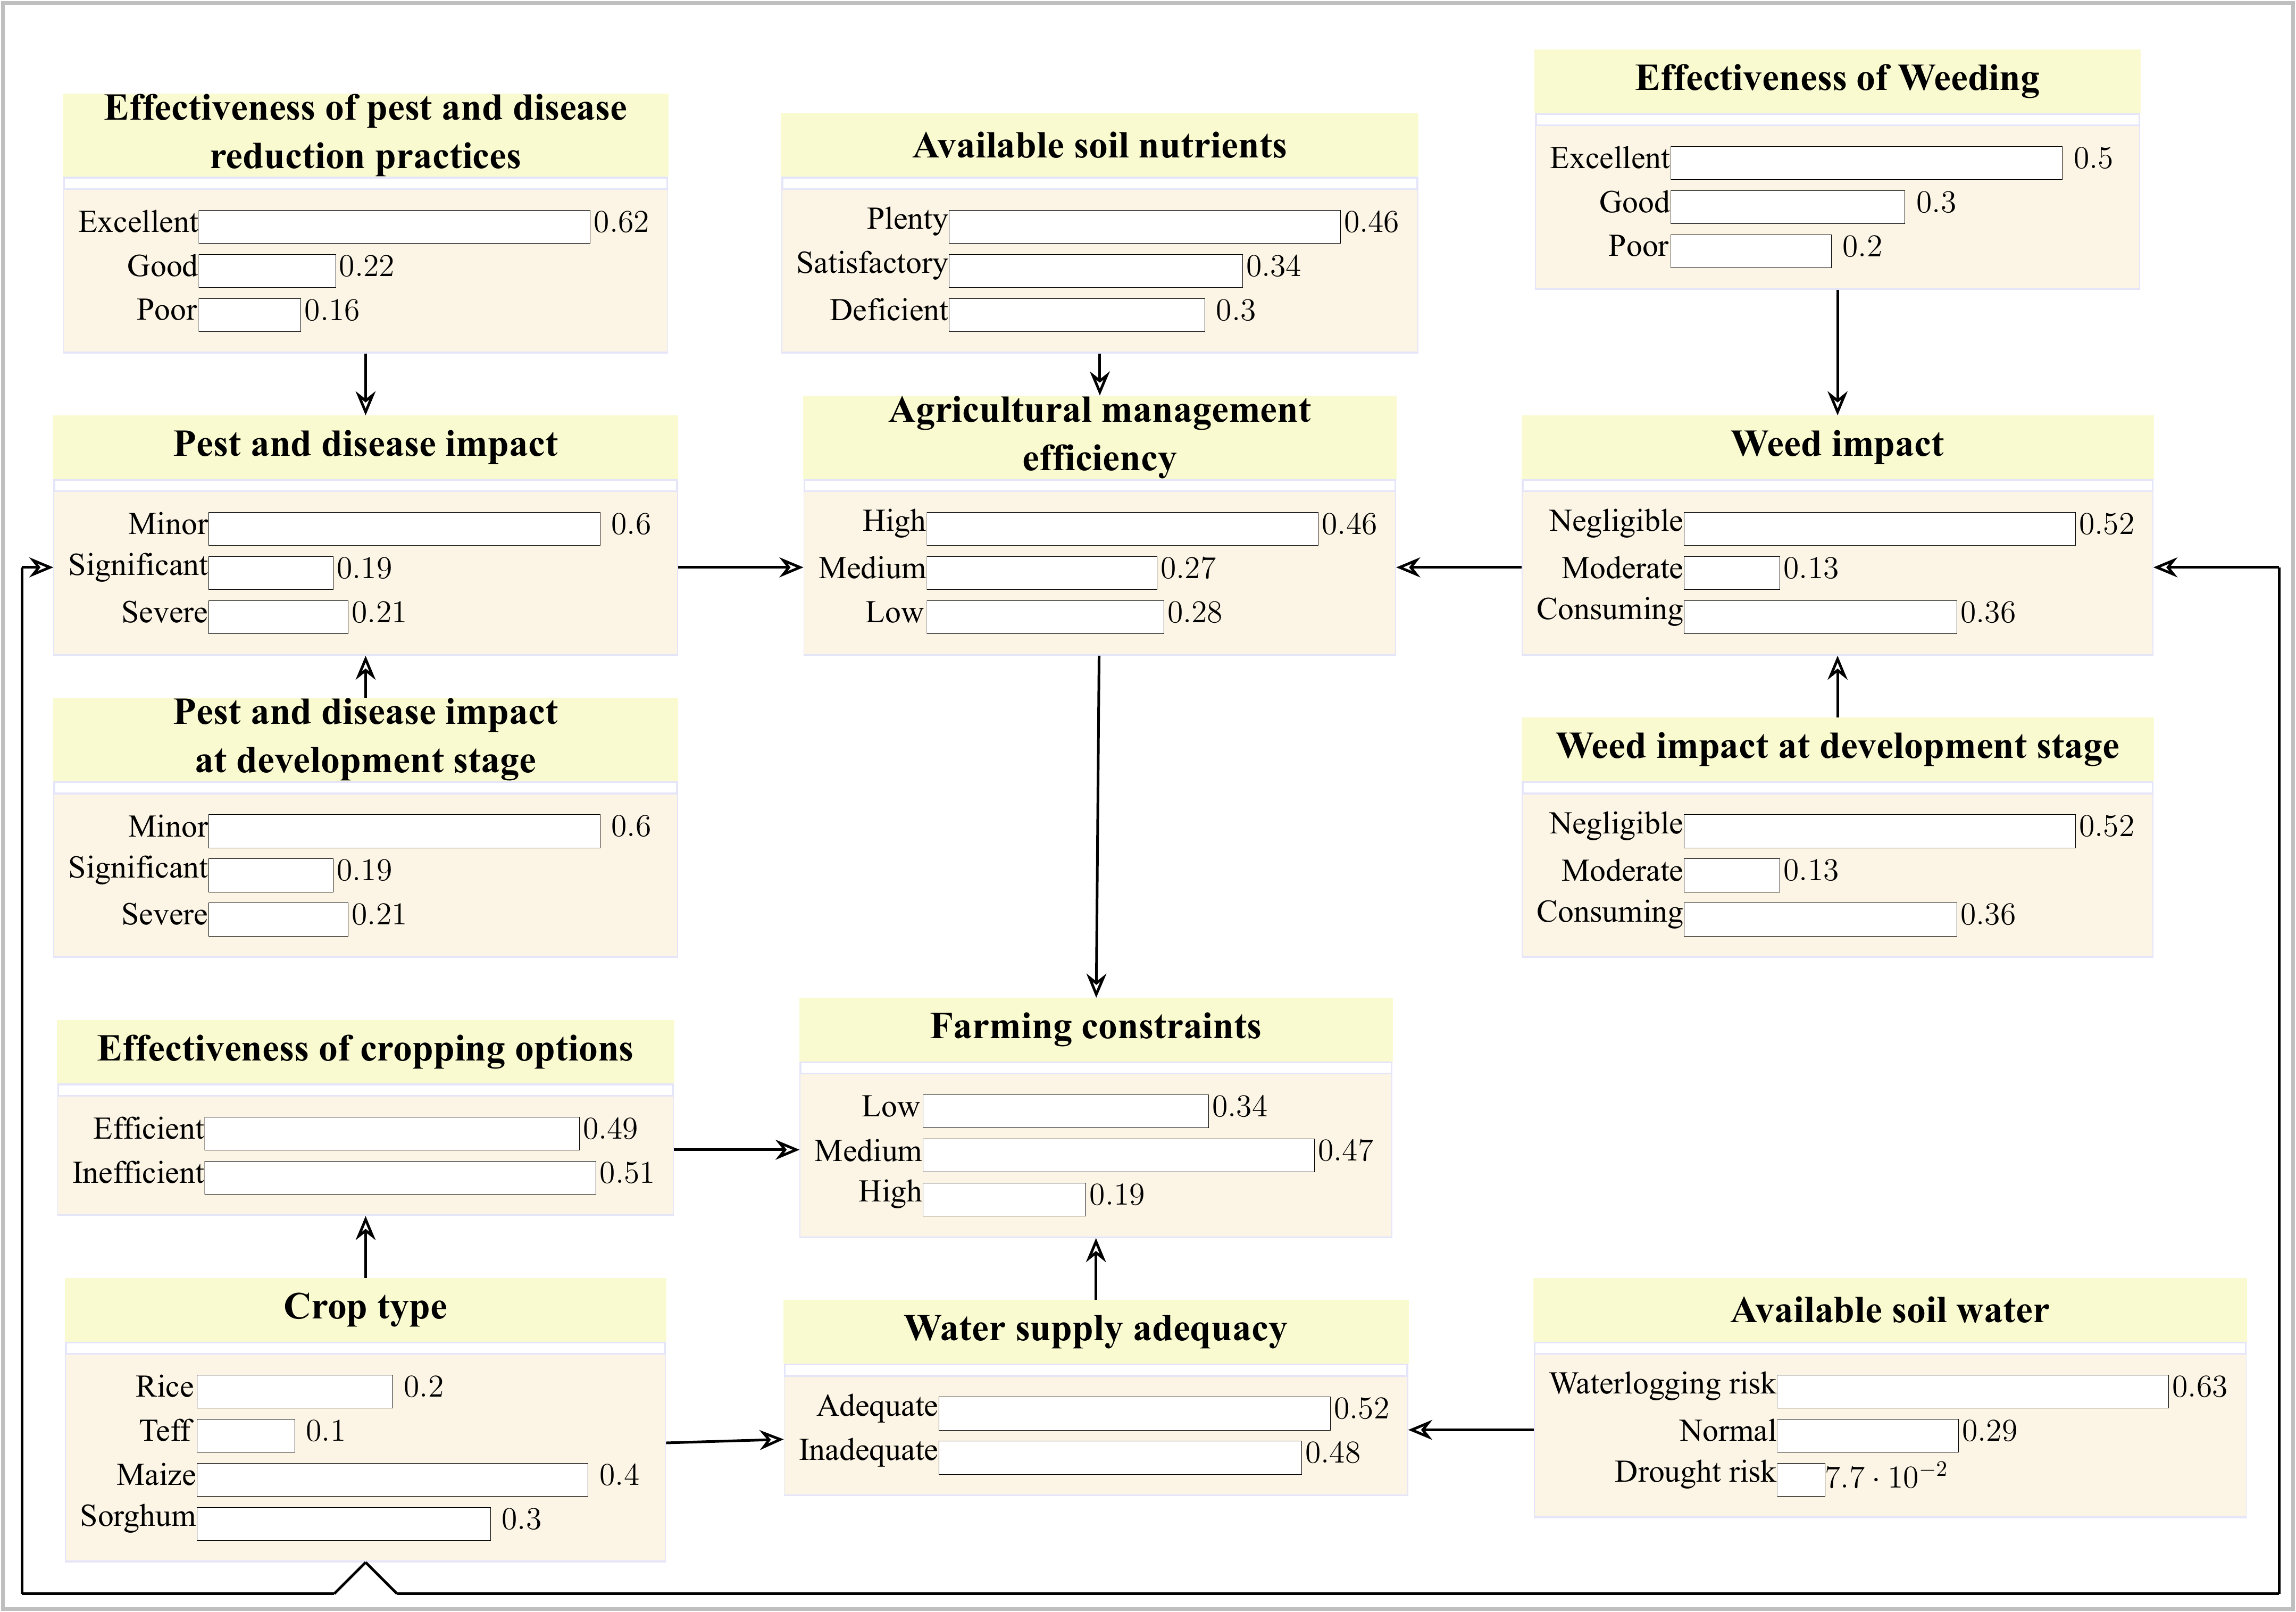 Effectiveness of pest and disease
reduction practices
Excellent 0.62
Good 0.22
Poor 0.16
Available soil nutrients
Plenty 0.46
Satisfactory 0.34
Deficient 0.3
Effectiveness of Weeding
Excellent 0.5
Good 0.3
Poor 0.2
Pest and disease impact
Minor 0.6
Significant 0.19
Severe 0.21
Agricultural management
efficiency
High 0.46
Medium 0.27
Low 0.28
Weed impact
Negligible 0.52
Moderate 0.13
Consuming 0.36
Pest and disease impact
at development stage
Minor 0.6
Significant 0.19
Severe 0.21
Weed impact at development stage
Negligible 0.52
Moderate 0.13
Consuming 0.36
Effectiveness of cropping options
Efficient 0.49
Inefficient 0.51
Farming constraints
Low 0.34
Medium 0.47
High 0.19
Crop type
Rice 0.2
Teff 0.1
Maize 0.4
Sorghum 0.3
Water supply adequacy
Adequate 0.52
Inadequate 0.48
Available soil water
Waterlogging risk 0.63
Normal 0.29
Drought risk 7.7 · 10⁻²